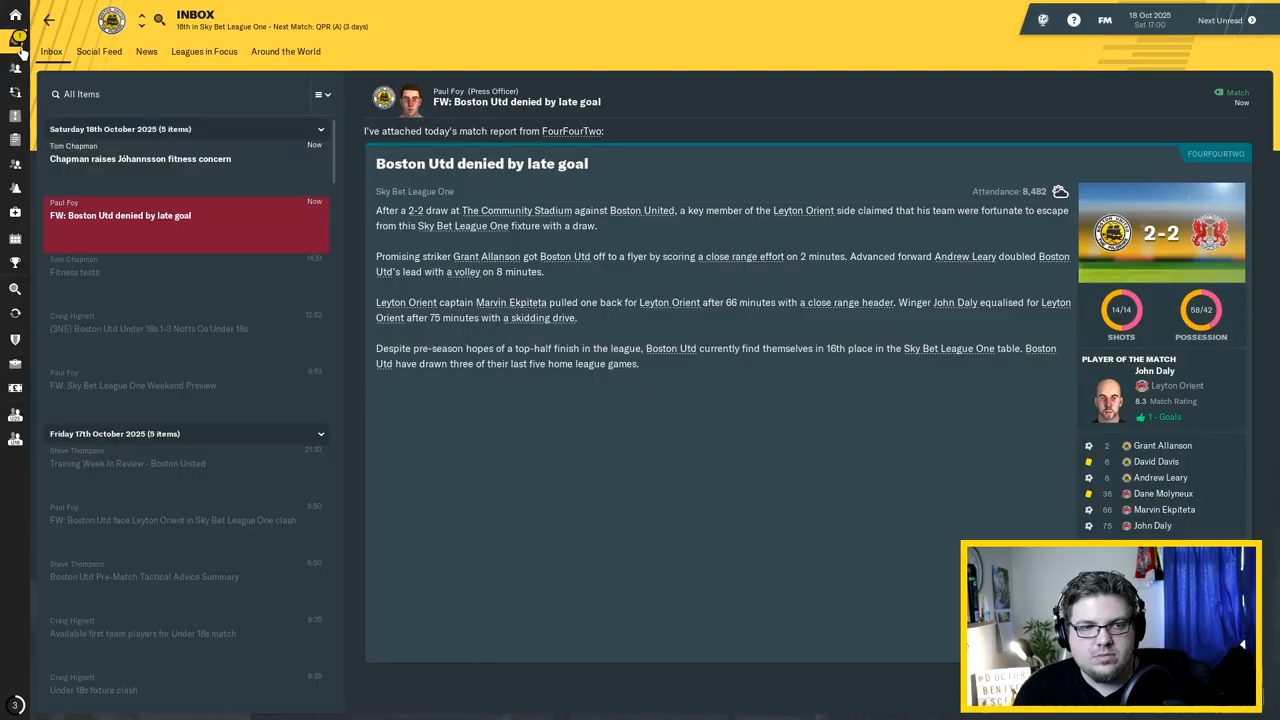 INBOX
16th in Sky Bet League One - Next Match: QPR (A) (3 days)
18 Oct 2025
Sat 17:00
FM
Next Unread
Inbox
Social Feed
News
Leagues in Focus
Around the World
All Items
Saturday 18th October 2025 (5 items)
Tom Chapman
Now
Chapman raises Jóhannsson fitness concern
Paul Foy
Now
FW: Boston Utd denied by late goal
Tom Chapman
14:51
Fitness tests
Craig Hignett
12:52
(3NE) Boston Utd Under 18s 1-3 Notts Co Under 18s
Paul Foy
9:53
FW: Sky Bet League One Weekend Preview
Friday 17th October 2025 (5 items)
Steve Thompson
21:33
Training Week In Review - Boston United
Paul Foy
9:50
FW: Boston Utd face Leyton Orient in Sky Bet League One clash
Steve Thompson
Boston Utd Pre-Match Tactical Advice Summary
Craig Hignett
8:35
Available first team players for Under 18s match
Craig Hignett
Under 18s fixture clash
3
Paul Foy (Press Officer)
FW: Boston Utd denied by late goal
Match
Now
I've attached today's match report from FourFourTwo:
Boston Utd denied by late goal
FOURFOURTWO
Sky Bet League One
Attendance: 8,482
After a 2-2 draw at The Community Stadium against Boston United, a key member of the Leyton Orient side claimed that his team were fortunate to escape
from this Sky Bet League One fixture with a draw.
Promising striker Grant Allanson got Boston Utd off to a flyer by scoring a close range effort on 2 minutes. Advanced forward Andrew Leary doubled Boston
Utd's lead with a volley on 8 minutes.
Leyton Orient captain Marvin Ekpiteta pulled one back for Leyton Orient after 66 minutes with a close range header. Winger John Daly equalised for Leyton
Orient after 75 minutes with a skidding drive.
Despite pre-season hopes of a top-half finish in the league, Boston Utd currently find themselves in 16th place in the Sky Bet League One table. Boston
Utd have drawn three of their last five home league games.
2-2
14/14
SHOTS
58/42
POSSESSION
PLAYER OF THE MATCH
John Daly
Leyton Orient
8.3 Match Rating
1 - Goals
2 Grant Allanson
6 David Davis
8 Andrew Leary
36 Dane Molyneux
66 Marvin Ekpiteta
75 John Daly